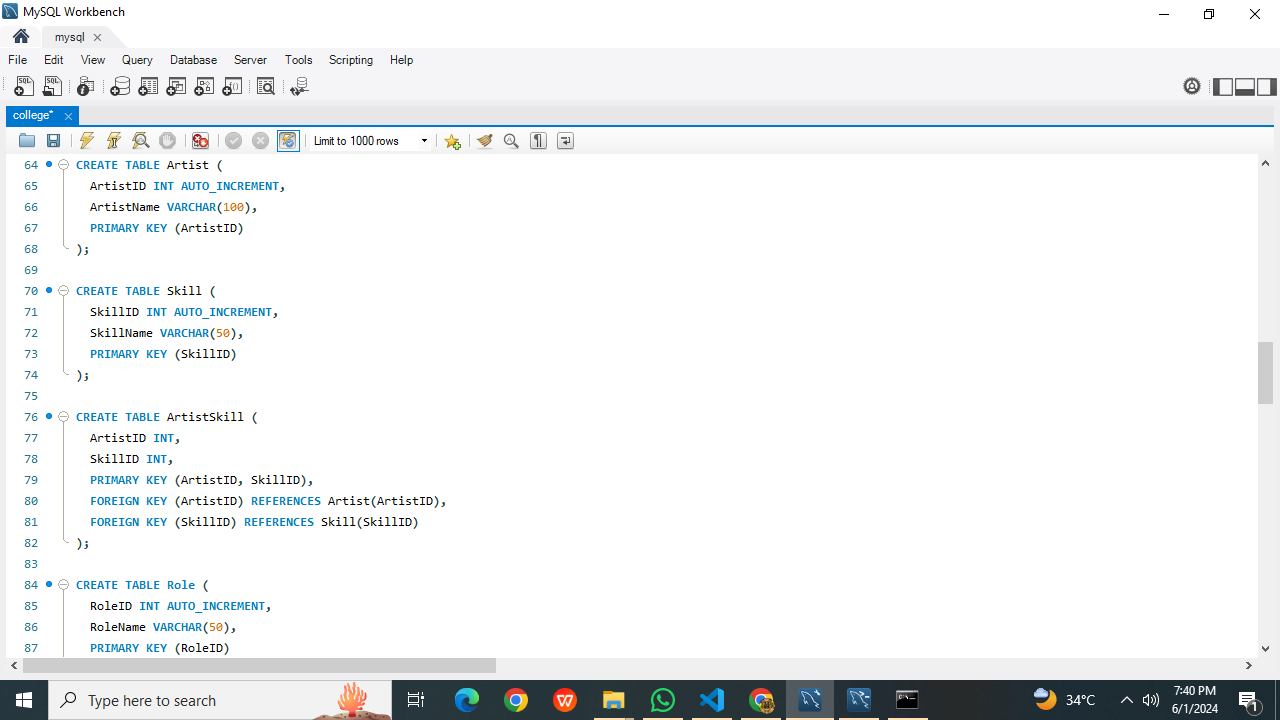 MySQL Workbench
mysql
File Edit View Query Database Server Tools Scripting Help
college*
Limit to 1000 rows
64 CREATE TABLE Artist (
65 ArtistID INT AUTO_INCREMENT,
66 ArtistName VARCHAR(100),
67 PRIMARY KEY (ArtistID)
68 );
69
70 CREATE TABLE Skill (
71 SkillID INT AUTO_INCREMENT,
72 SkillName VARCHAR(50),
73 PRIMARY KEY (SkillID)
74 );
75
76 CREATE TABLE ArtistSkill (
77 ArtistID INT,
78 SkillID INT,
79 PRIMARY KEY (ArtistID, SkillID),
80 FOREIGN KEY (ArtistID) REFERENCES Artist(ArtistID),
81 FOREIGN KEY (SkillID) REFERENCES Skill(SkillID)
82 );
83
84 CREATE TABLE Role (
85 RoleID INT AUTO_INCREMENT,
86 RoleName VARCHAR(50),
87 PRIMARY KEY (RoleID)
Type here to search
34°C
7:40 PM
6/1/2024
1